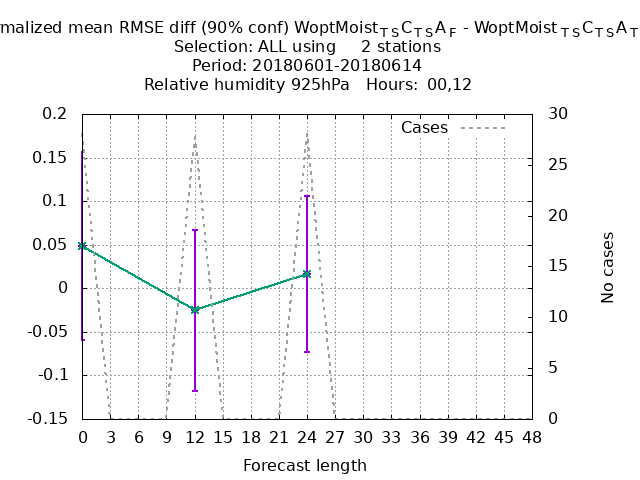 rmalized mean RMSE diff (90% conf) WoptMoistTSCTSAF - WoptMoistTSCTSAT
Selection: ALL using 2 stations
Period: 20180601-20180614
Relative humidity 925hPa Hours: 00,12
Cases
0.2
0.15
0.1
0.05
0
-0.05
-0.1
-0.15
30
25
20
15
10
5
0
No cases
0 3 6 9 12 15 18 21 24 27 30 33 36 39 42 45 48
Forecast length